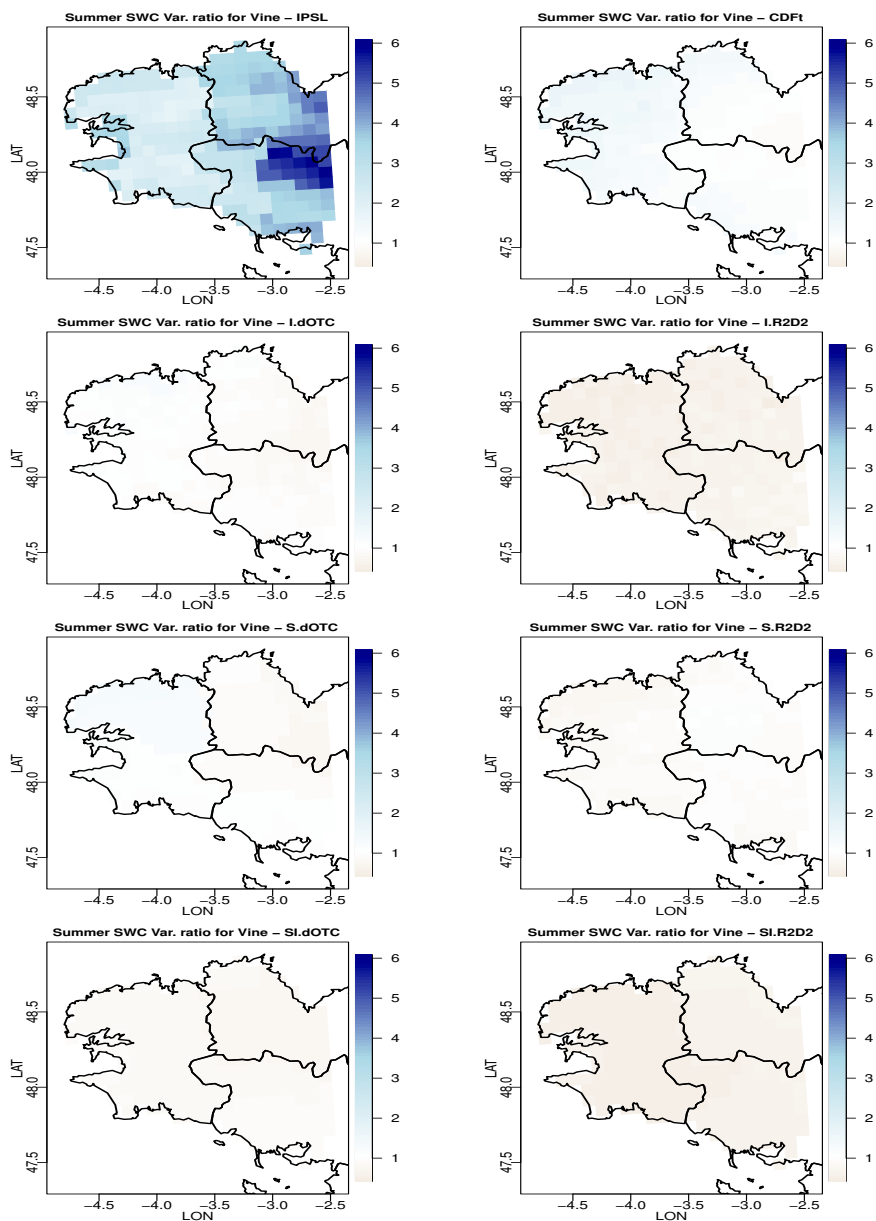 Summer SWC Var. ratio for Vine − IPSL
6
5
4
3
2
1
48.5
48.0
47.5
LAT
−4.5 −4.0 −3.5 −3.0 −2.5
LON
Summer SWC Var. ratio for Vine − CDFt
6
5
4
3
2
1
48.5
48.0
47.5
LAT
−4.5 −4.0 −3.5 −3.0 −2.5
LON
Summer SWC Var. ratio for Vine − I.dOTC
6
5
4
3
2
1
48.5
48.0
47.5
LAT
−4.5 −4.0 −3.5 −3.0 −2.5
LON
Summer SWC Var. ratio for Vine − I.R2D2
6
5
4
3
2
1
48.5
48.0
47.5
LAT
−4.5 −4.0 −3.5 −3.0 −2.5
LON
Summer SWC Var. ratio for Vine − S.dOTC
6
5
4
3
2
1
48.5
48.0
47.5
LAT
−4.5 −4.0 −3.5 −3.0 −2.5
LON
Summer SWC Var. ratio for Vine − S.R2D2
6
5
4
3
2
1
48.5
48.0
47.5
LAT
−4.5 −4.0 −3.5 −3.0 −2.5
LON
Summer SWC Var. ratio for Vine − SI.dOTC
6
5
4
3
2
1
48.5
48.0
47.5
LAT
−4.5 −4.0 −3.5 −3.0 −2.5
LON
Summer SWC Var. ratio for Vine − SI.R2D2
6
5
4
3
2
1
48.5
48.0
47.5
LAT
−4.5 −4.0 −3.5 −3.0 −2.5
LON